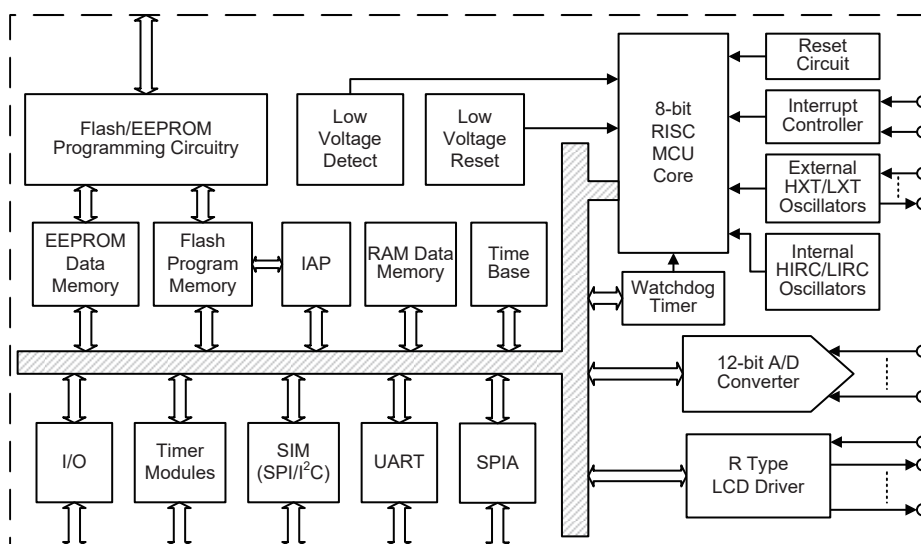 Flash/EEPROM
Programming Circuitry
Low
Voltage
Detect
Low
Voltage
Reset
8-bit
RISC
MCU
Core
Reset
Circuit
Interrupt
Controller
External
HXT/LXT
Oscillators
Internal
HIRC/LIRC
Oscillators
EEPROM
Data
Memory
Flash
Program
Memory
IAP
RAM Data
Memory
Time
Base
Watchdog
Timer
12-bit A/D
Converter
I/O
Timer
Modules
SIM
(SPI/I²C)
UART
SPIA
R Type
LCD Driver